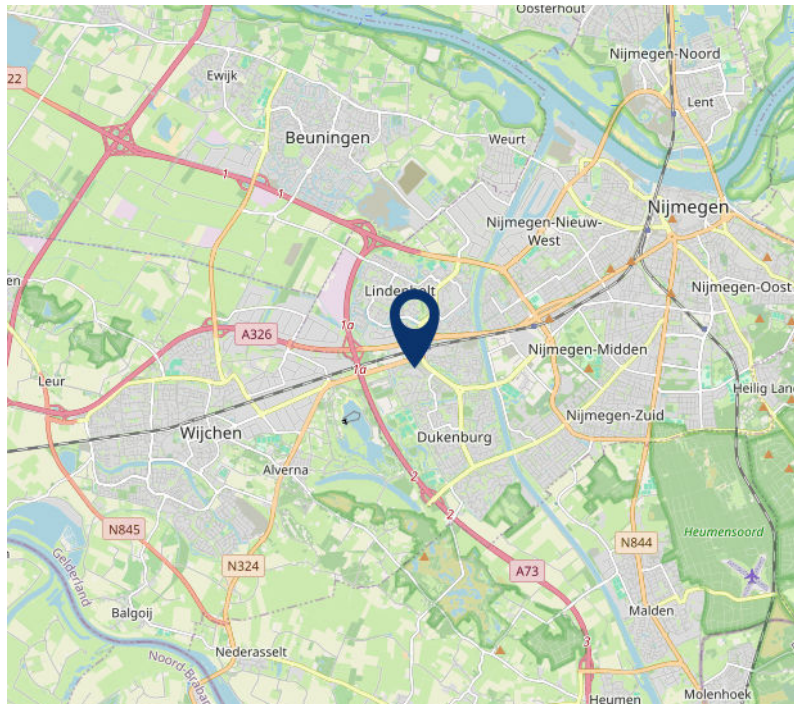 Oosterhout
22
Ewijk
Nijmegen-Noord
Lent
Beuningen
Weurt
1
1
Nijmegen
Nijmegen-Nieuw-
West
en
Lindenholt
Nijmegen-Oost
1a
A326
1a
Nijmegen-Midden
Leur
Heilig Land
Nijmegen-Zuid
Wijchen
Dukenburg
Alverna
2
2
N845
Heumensoord
N844
Gelderland
N324
A73
Balgoij
Malden
3
Nederasselt
Noord-Braba
Heumen
Molenhoek